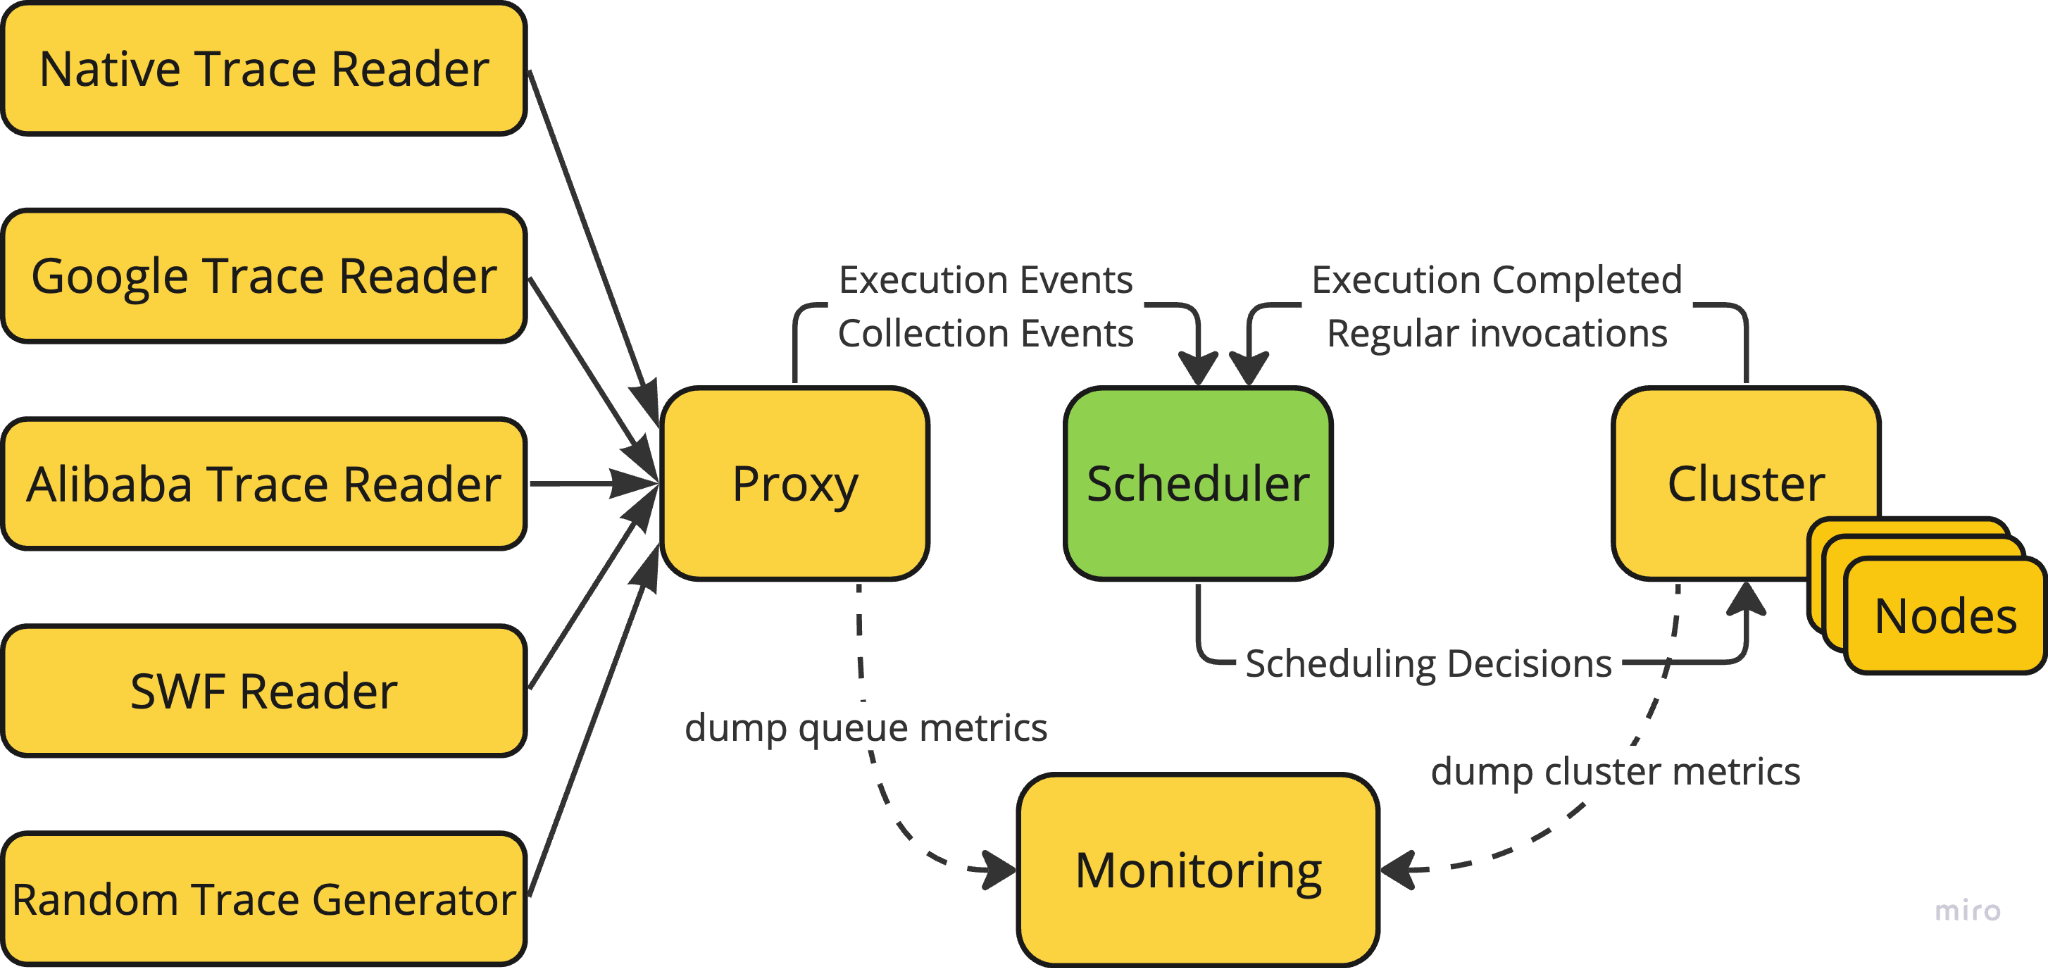 Native Trace Reader
Google Trace Reader
Alibaba Trace Reader
SWF Reader
Random Trace Generator
Proxy
Execution Events
Collection Events
Scheduler
Execution Completed
Regular invocations
Cluster
Nodes
Scheduling Decisions
dump queue metrics
dump cluster metrics
Monitoring
miro